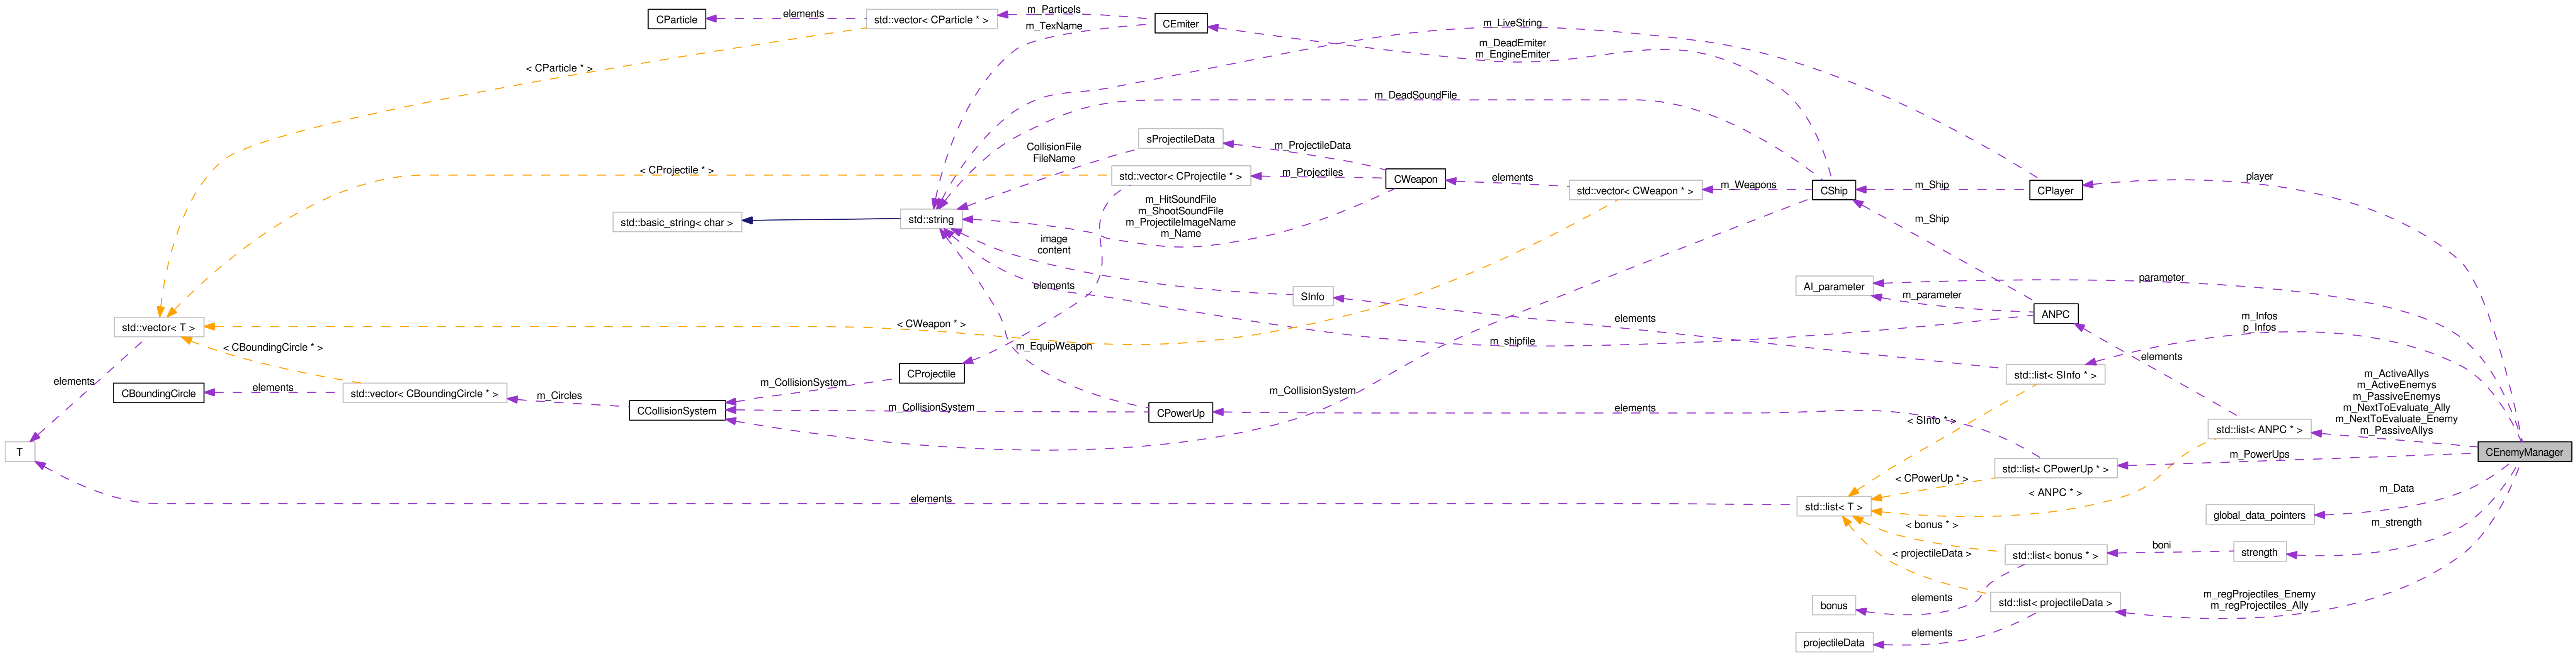 CParticle
elements
std::vector< CParticle * >
m_Particels
m_TexName
CEmiter
m_LiveString
m_DeadEmiter
m_EngineEmiter
< CParticle * >
m_DeadSoundFile
sProjectileData
CollisionFile
FileName
m_ProjectileData
< CProjectile * >
std::vector< CProjectile * >
m_Projectiles
CWeapon
elements
std::vector< CWeapon * >
m_Weapons
CShip
m_Ship
CPlayer
player
m_HitSoundFile
m_ShootSoundFile
m_ProjectileImageName
m_Name
std::basic_string< char >
std::string
m_Ship
image
content
elements
SInfo
AI_parameter
m_parameter
parameter
ANPC
std::vector< T >
< CWeapon * >
elements
m_Infos
p_Infos
m_shipfile
< CBoundingCircle * >
m_EquipWeapon
elements
std::list< SInfo * >
elements
CBoundingCircle
elements
std::vector< CBoundingCircle * >
m_Circles
CProjectile
m_CollisionSystem
m_CollisionSystem
m_CollisionSystem
CCollisionSystem
CPowerUp
elements
m_ActiveAllys
m_ActiveEnemys
m_PassiveEnemys
m_NextToEvaluate_Ally
m_NextToEvaluate_Enemy
m_PassiveAllys
< SInfo * >
std::list< ANPC * >
T
CEnemyManager
m_PowerUps
std::list< CPowerUp * >
< CPowerUp * >
< ANPC * >
elements
std::list< T >
m_Data
global_data_pointers
< bonus * >
m_strength
< projectileData >
std::list< bonus * >
boni
strength
elements
bonus
std::list< projectileData >
m_regProjectiles_Enemy
m_regProjectiles_Ally
elements
projectileData